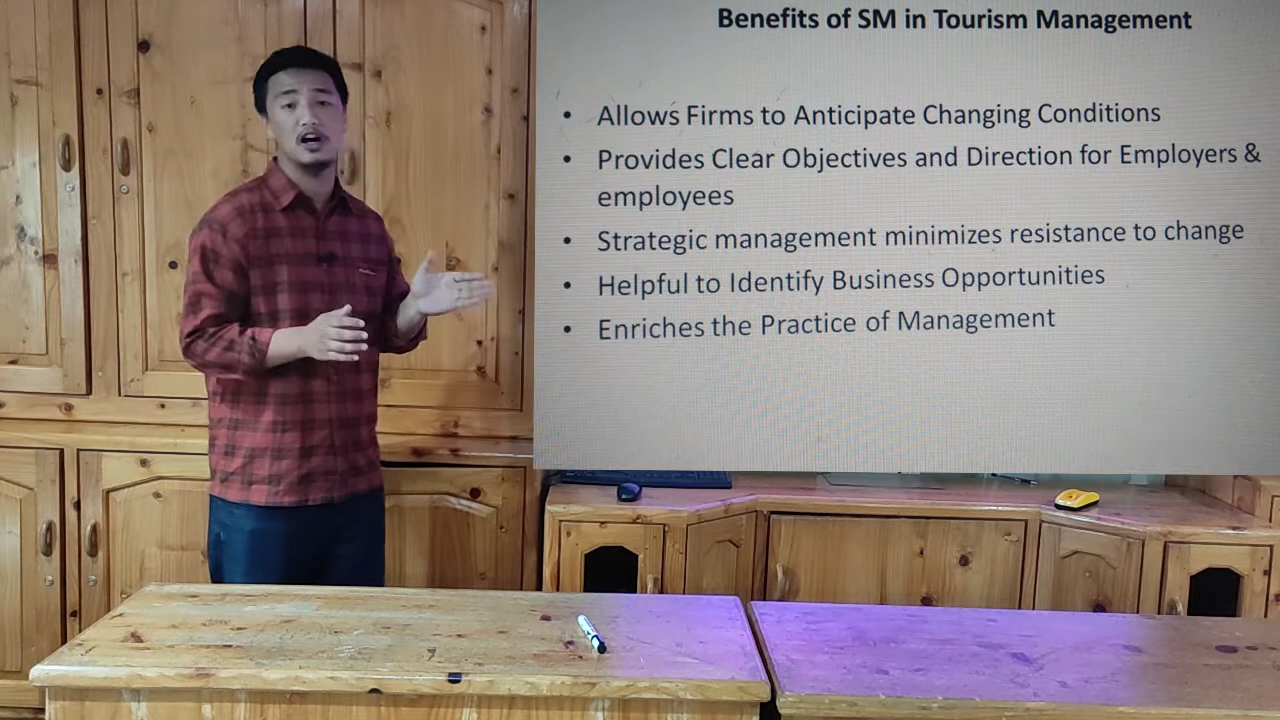 Benefits of SM in Tourism Management
• Allows Firms to Anticipate Changing Conditions
• Provides Clear Objectives and Direction for Employers &
employees
• Strategic management minimizes resistance to change
• Helpful to Identify Business Opportunities
• Enriches the Practice of Management